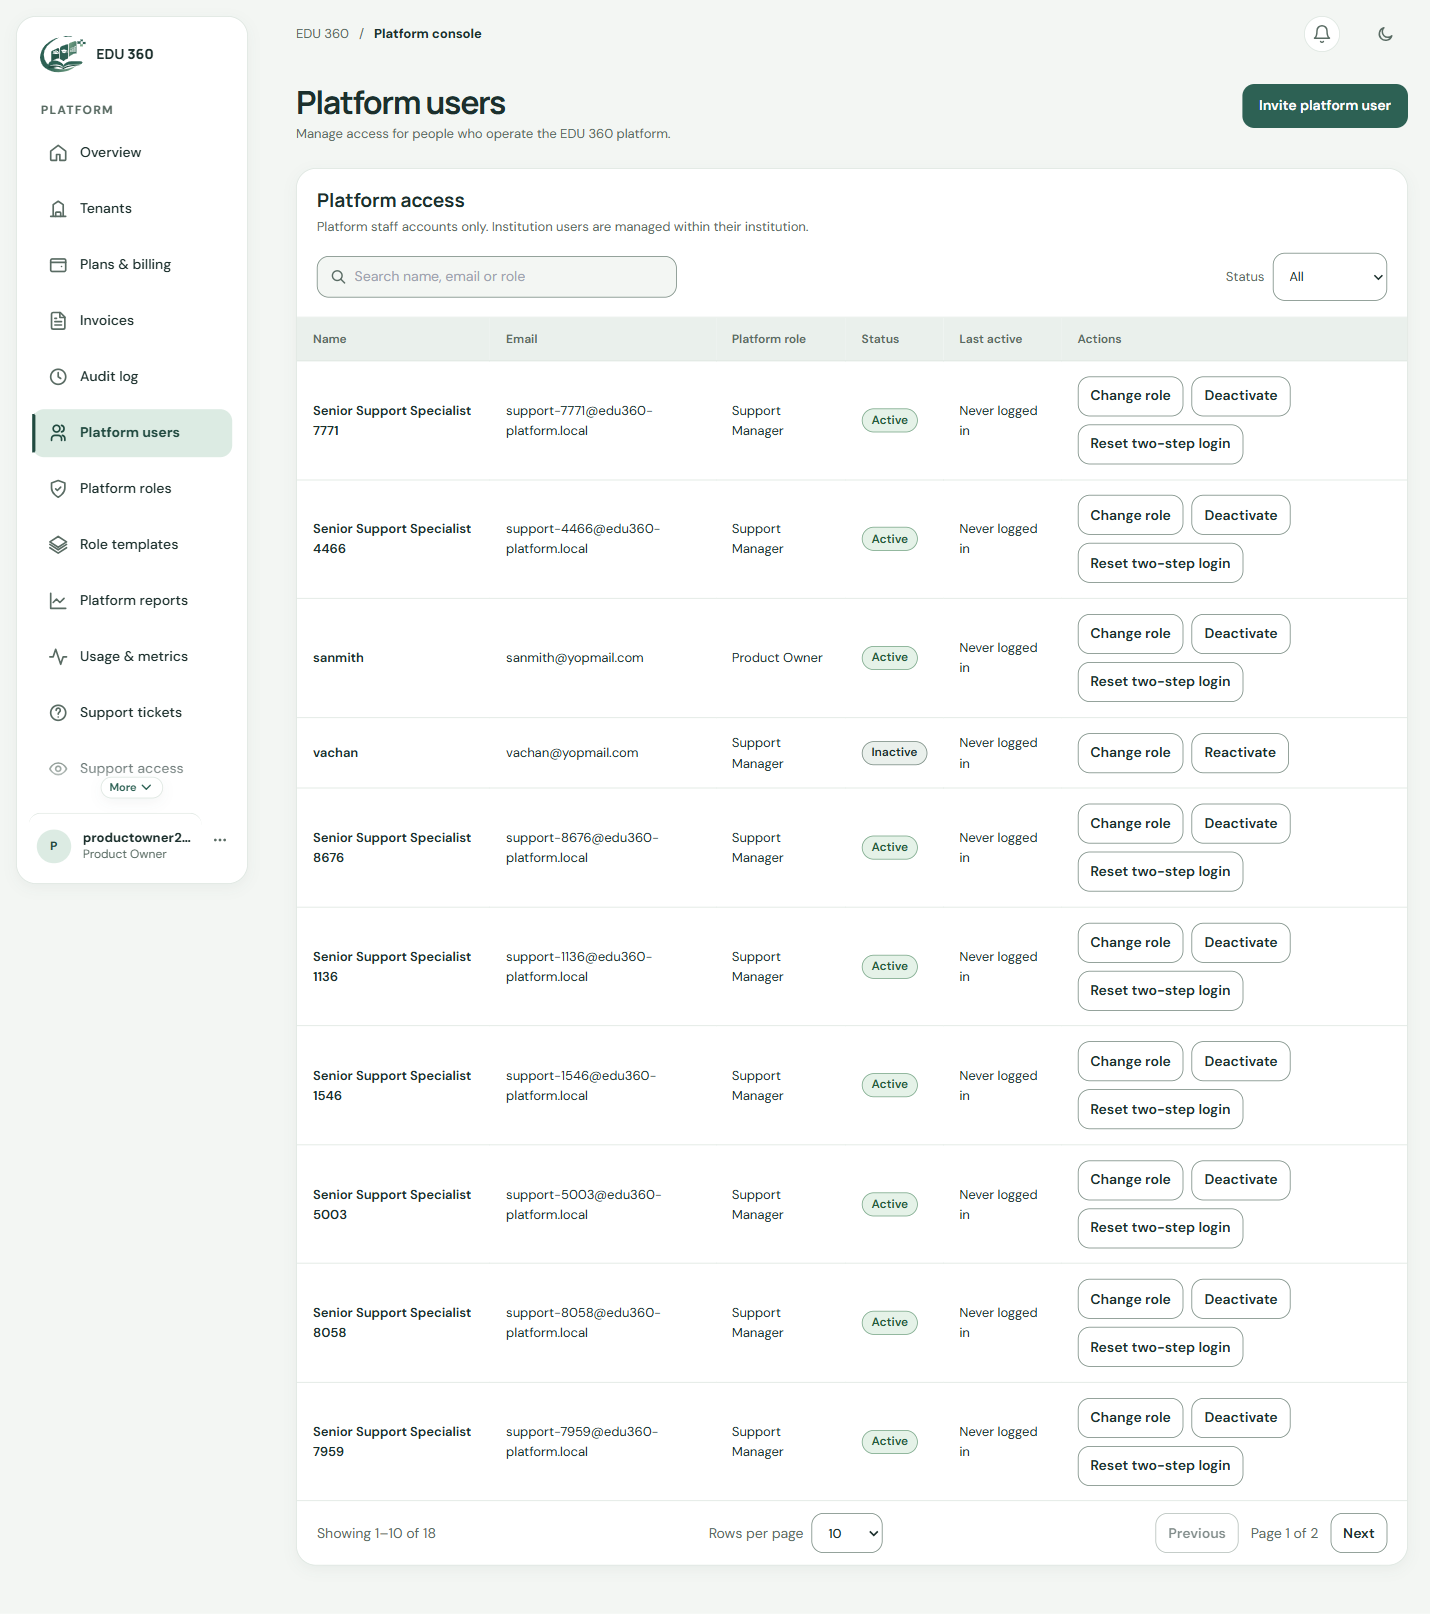 EDU 360
PLATFORM
Overview
Tenants
Plans & billing
Invoices
Audit log
Platform users
Platform roles
Role templates
Platform reports
Usage & metrics
Support tickets
Support access
More
P
productowner2...
Product Owner
EDU 360 / Platform console
Platform users
Manage access for people who operate the EDU 360 platform.
Invite platform user
Platform access
Platform staff accounts only. Institution users are managed within their institution.
Search name, email or role
Status
All
Name Email Platform role Status Last active Actions
Senior Support Specialist
7771
support-7771@edu360-
platform.local
Support
Manager
Active
Never logged
in
Change role Deactivate
Reset two-step login
Senior Support Specialist
4466
support-4466@edu360-
platform.local
Support
Manager
Active
Never logged
in
Change role Deactivate
Reset two-step login
sanmith
sanmith@yopmail.com
Product Owner
Active
Never logged
in
Change role Deactivate
Reset two-step login
vachan
vachan@yopmail.com
Support
Manager
Inactive
Never logged
in
Change role Reactivate
Senior Support Specialist
8676
support-8676@edu360-
platform.local
Support
Manager
Active
Never logged
in
Change role Deactivate
Reset two-step login
Senior Support Specialist
1136
support-1136@edu360-
platform.local
Support
Manager
Active
Never logged
in
Change role Deactivate
Reset two-step login
Senior Support Specialist
1546
support-1546@edu360-
platform.local
Support
Manager
Active
Never logged
in
Change role Deactivate
Reset two-step login
Senior Support Specialist
5003
support-5003@edu360-
platform.local
Support
Manager
Active
Never logged
in
Change role Deactivate
Reset two-step login
Senior Support Specialist
8058
support-8058@edu360-
platform.local
Support
Manager
Active
Never logged
in
Change role Deactivate
Reset two-step login
Senior Support Specialist
7959
support-7959@edu360-
platform.local
Support
Manager
Active
Never logged
in
Change role Deactivate
Reset two-step login
Showing 1–10 of 18
Rows per page 10
Previous Page 1 of 2 Next